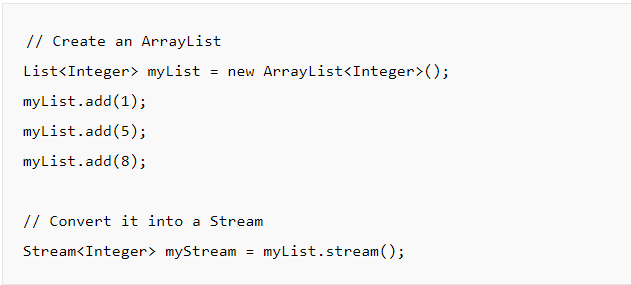 // Create an ArrayList
List<Integer> myList = new ArrayList<Integer>();
myList.add(1);
myList.add(5);
myList.add(8);
// Convert it into a Stream
Stream<Integer> myStream = myList.stream();